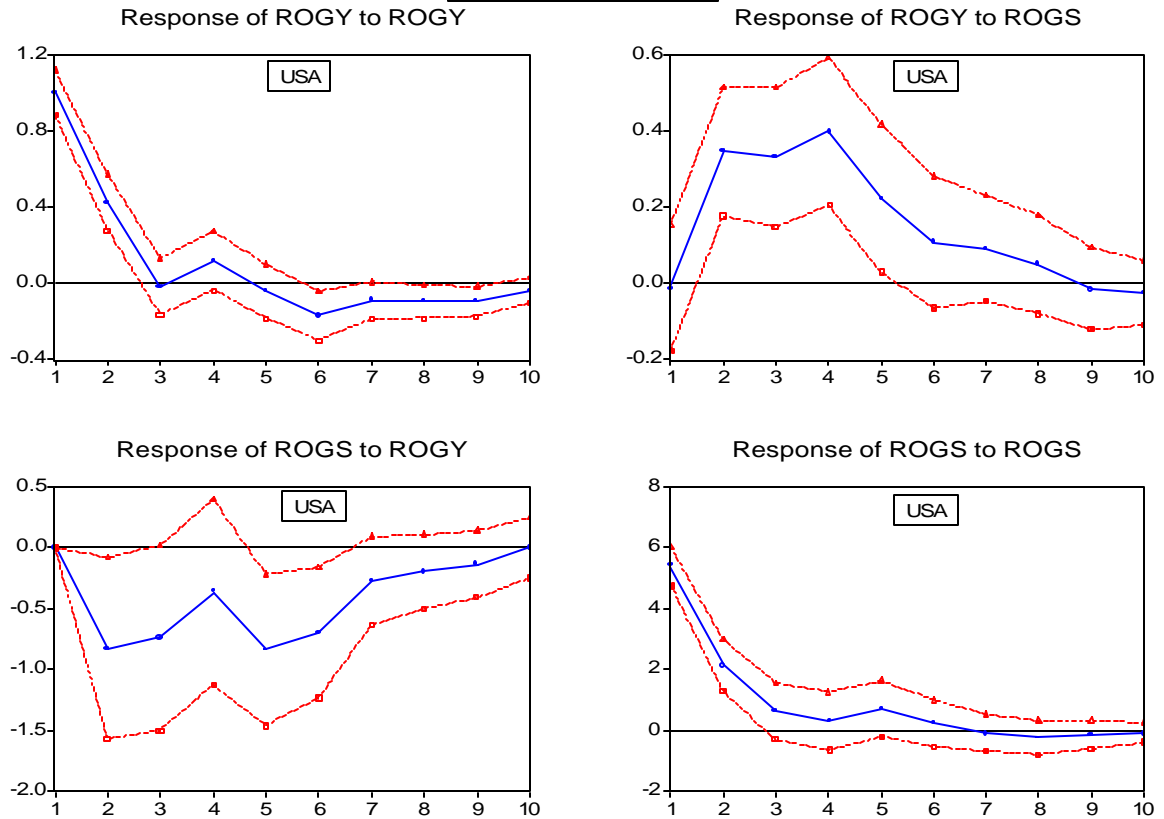 Response of ROGY to ROGY
1.2
0.8
0.4
0.0
-0.4
USA
1 2 3 4 5 6 7 8 9 10
Response of ROGY to ROGS
0.6
0.4
0.2
0.0
-0.2
USA
1 2 3 4 5 6 7 8 9 10
Response of ROGS to ROGY
0.5
0.0
-0.5
-1.0
-1.5
-2.0
USA
1 2 3 4 5 6 7 8 9 10
Response of ROGS to ROGS
8
6
4
2
0
-2
USA
1 2 3 4 5 6 7 8 9 10